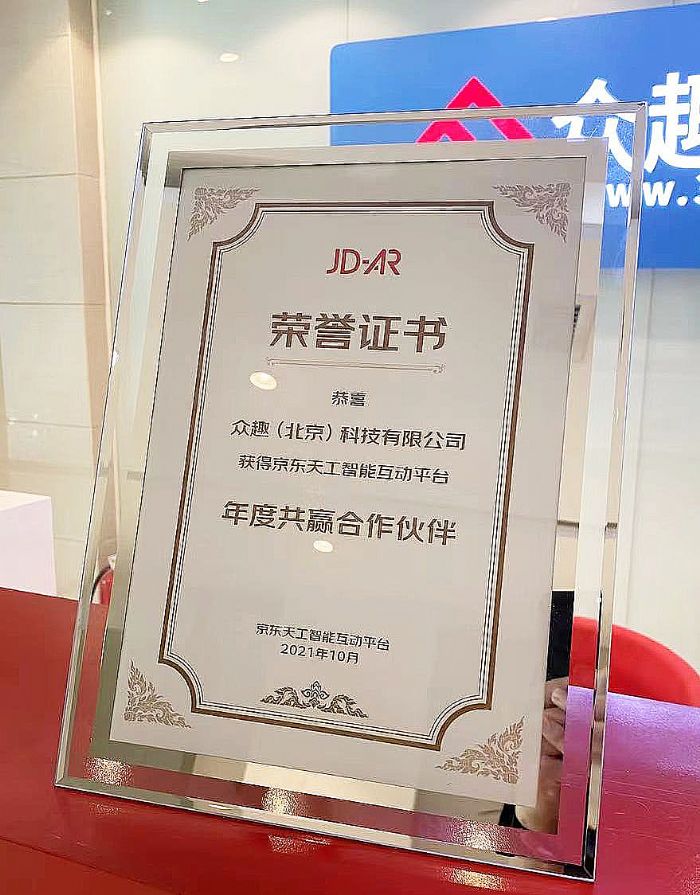 众趣
www.
JD-AR
荣誉证书
恭喜
众趣（北京）科技有限公司
获得京东天工智能互动平台
年度共赢合作伙伴
京东天工智能互动平台
2021年10月